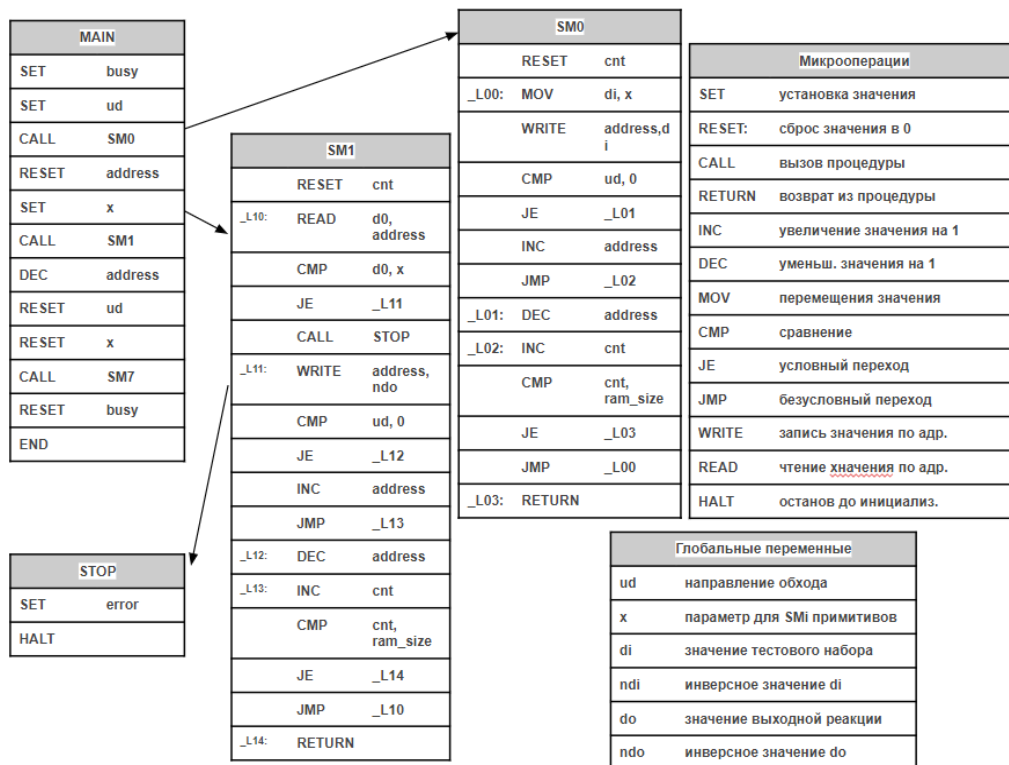 MAIN
SET busy
SET ud
CALL SM0
RESET address
SET x
CALL SM1
DEC address
RESET ud
RESET x
CALL SM7
RESET busy
END
STOP
SET error
HALT
SM1
RESET cnt
_L10: READ d0,
address
CMP d0, x
JE _L11
CALL STOP
_L11: WRITE address,
ndo
CMP ud, 0
JE _L12
INC address
JMP _L13
_L12: DEC address
_L13: INC cnt
CMP cnt,
ram_size
JE _L14
JMP _L10
_L14: RETURN
SM0
RESET cnt
_L00: MOV di, x
WRITE address,d
i
CMP ud, 0
JE _L01
INC address
JMP _L02
_L01: DEC address
_L02: INC cnt
CMP cnt,
ram_size
JE _L03
JMP _L00
_L03: RETURN
Микрооперации
SET установка значения
RESET: сброс значения в 0
CALL вызов процедуры
RETURN возврат из процедуры
INC увеличение значения на 1
DEC уменьш. значения на 1
MOV перемещения значения
CMP сравнение
JE условный переход
JMP безусловный переход
WRITE запись значения по адр.
READ чтение хначения по адр.
HALT останов до инициализ.
Глобальные переменные
ud направление обхода
x параметр для SMi примитивов
di значение тестового набора
ndi инверсное значение di
do значение выходной реакции
ndo инверсное значение do